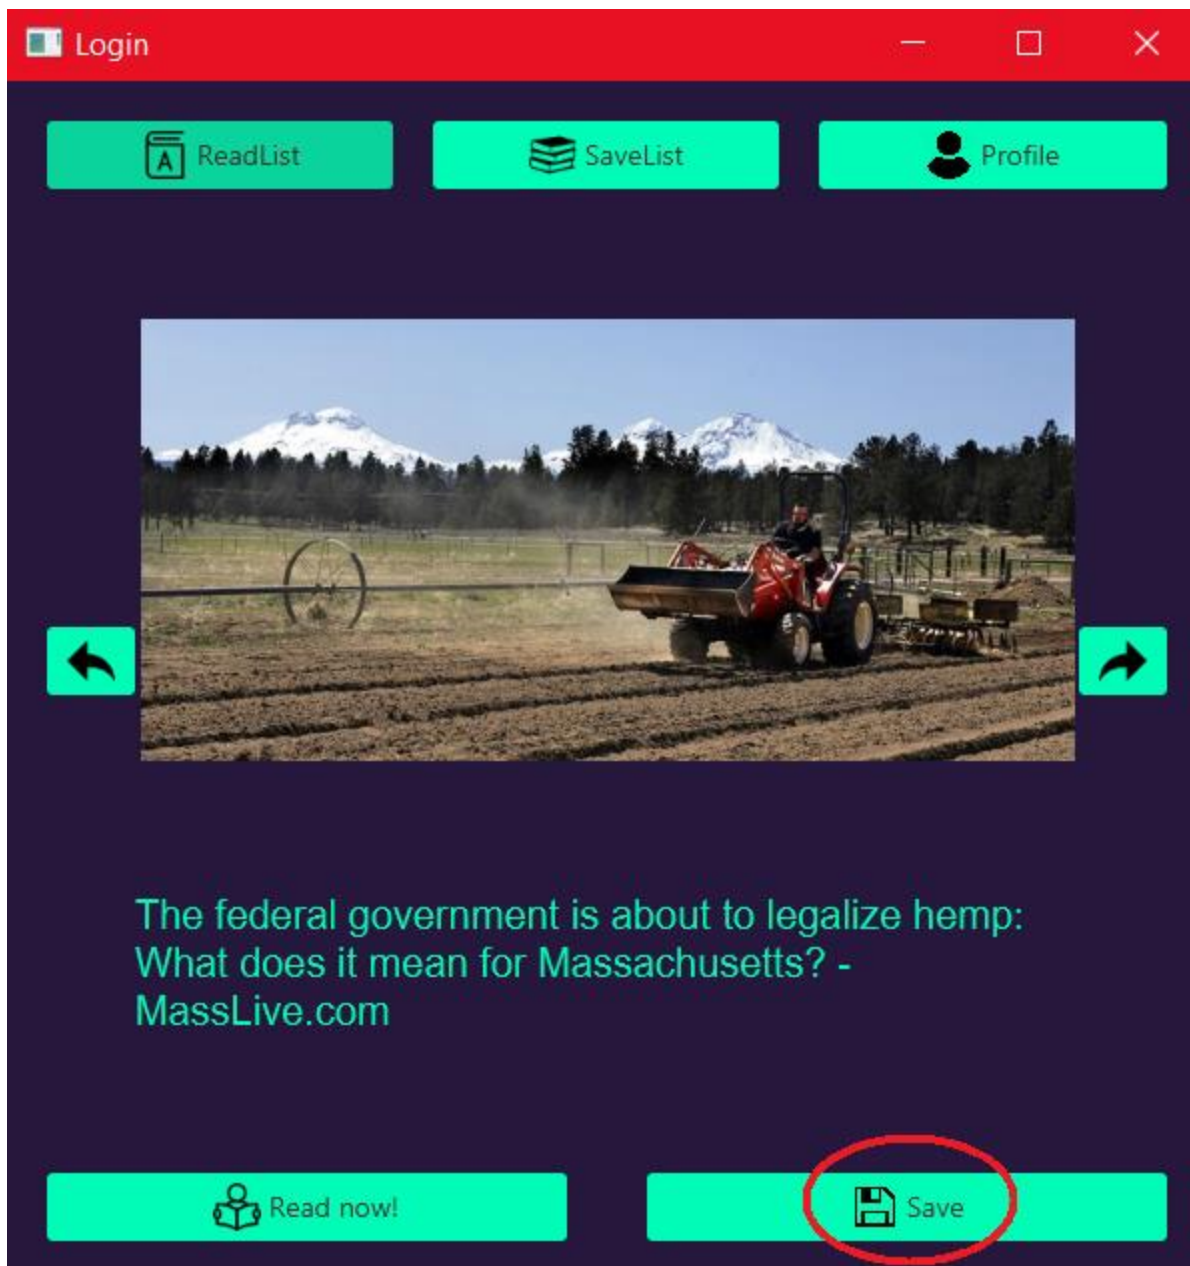 Login
ReadList
SaveList
Profile
The federal government is about to legalize hemp:
What does it mean for Massachusetts? -
MassLive.com
Read now!
Save